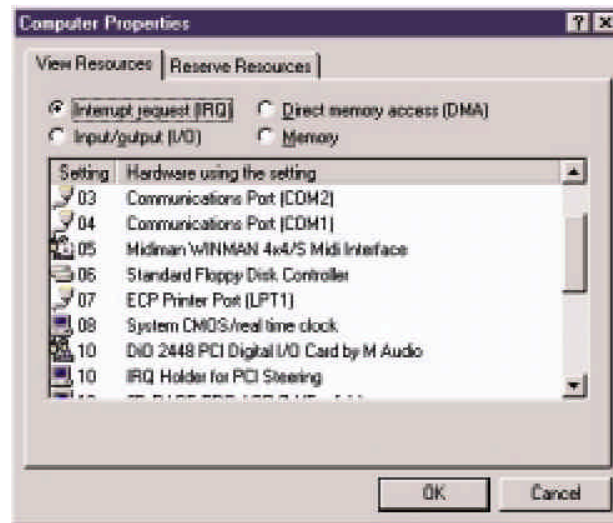 Computer Properties
View Resources Reserve Resources
Interrupt request (IRQ) Direct memory access (DMA)
Input/output (I/O) Memory
Setting Hardware using the setting
03 Communications Port (COM2)
04 Communications Port (COM1)
05 Midiman WINMAN 4x4/S Midi Interface
06 Standard Floppy Disk Controller
07 ECP Printer Port (LPT1)
08 System CMOS/real time clock
10 DiO 2448 PCI Digital I/O Card by M Audio
10 IRQ Holder for PCI Steering
OK Cancel